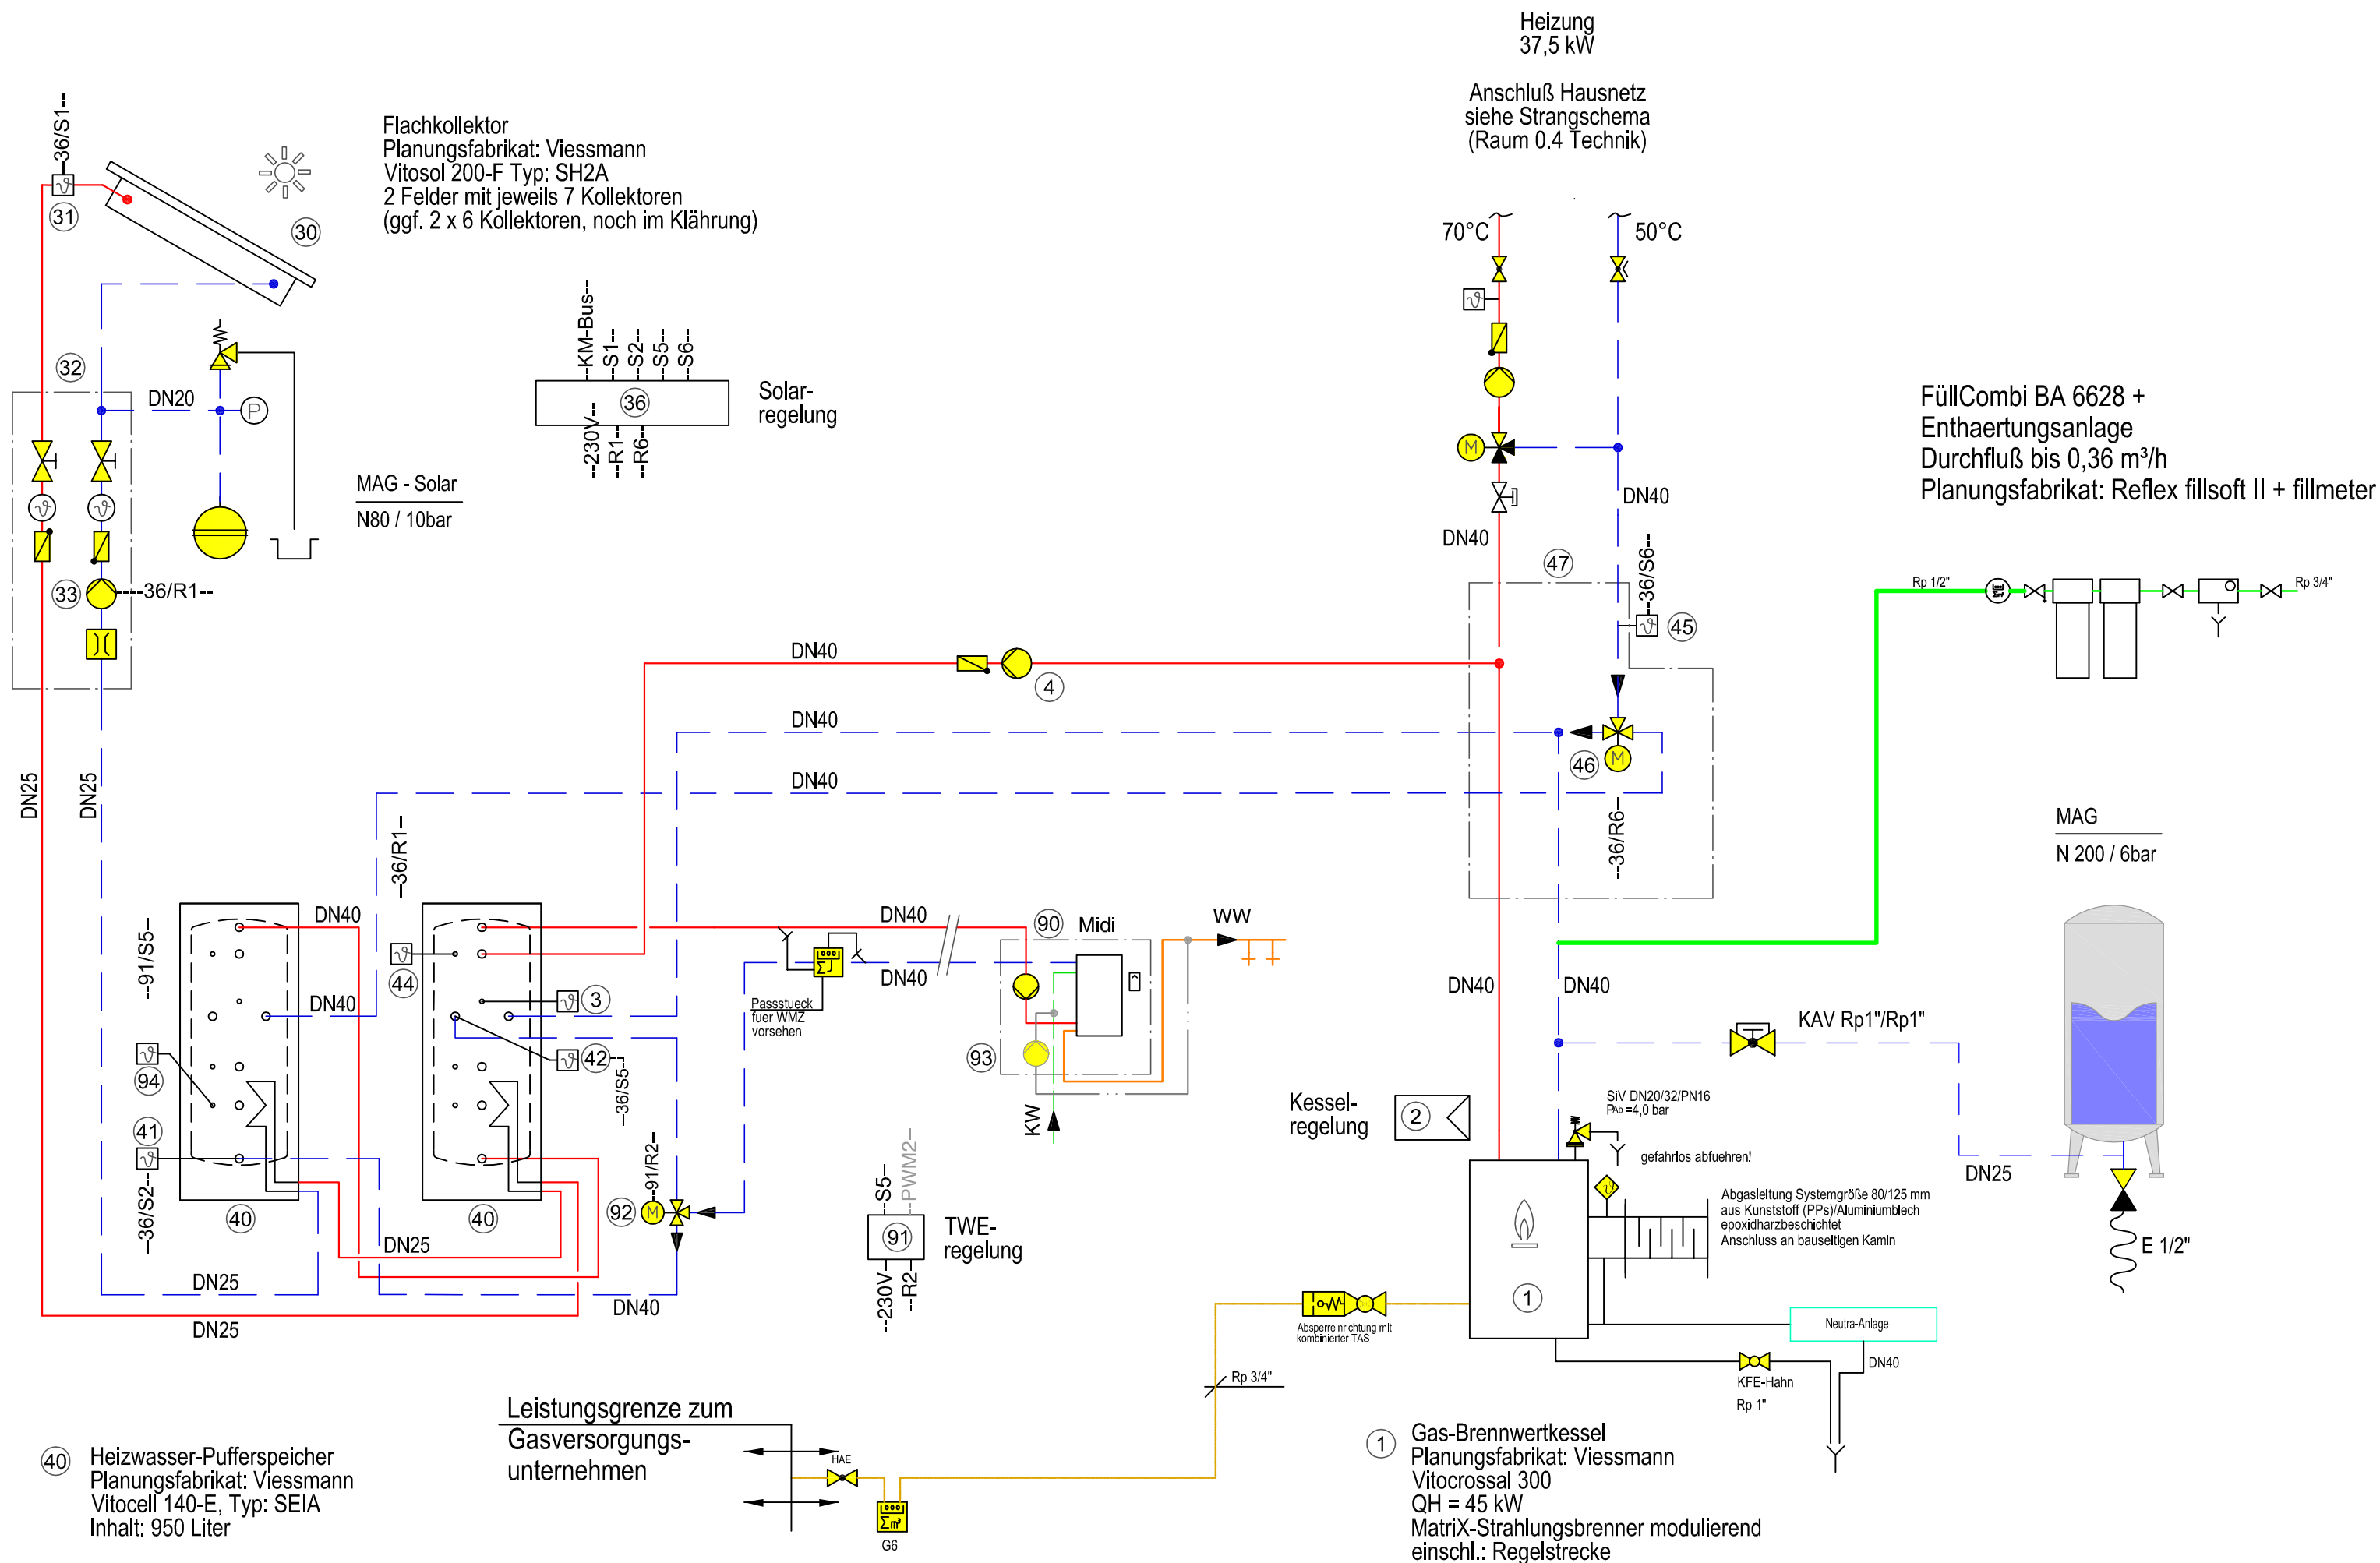 Heizung
37,5 kW
Anschluß Hausnetz
siehe Strangschema
(Raum 0.4 Technik)
70°C
50°C
--36/S1--
31
30
Flachkollektor
Planungsfabrikat: Viessmann
Vitosol 200-F Typ: SH2A
2 Felder mit jeweils 7 Kollektoren
(ggf. 2 x 6 Kollektoren, noch im Klährung)
32
DN20
P
MAG - Solar
N80 / 10bar
33
----36/R1--
DN25
DN25
--KM-Bus--
--S1--
--S2--
--S5--
--S6--
36
--230V--
--R1--
--R6--
Solar-
regelung
M
DN40
DN40
47
--36/S6--
45
46
M
--36/R6--
FüllCombi BA 6628 +
Enthaertungsanlage
Durchfluß bis 0,36 m³/h
Planungsfabrikat: Reflex fillsoft II + fillmeter
Rp 1/2"
Rp 3/4"
DN40
4
DN40
DN40
--36/R1--
--91/S5--
DN40
DN40
44
3
42
--36/S5--
94
41
--36/S2--
40
40
DN25
DN25
DN25
DN40
--91/R2--
92
M
DN40
DN40
ΣJ
Passstueck
fuer WMZ
vorsehen
90
Midi
WW
93
KW
--S5--
--PWM2--
91
--230V--
--R2--
TWE-
regelung
DN40
DN40
MAG
N 200 / 6bar
KAV Rp1"/Rp1"
DN25
E 1/2"
Kessel-
regelung
2
SiV DN20/32/PN16
PAb =4,0 bar
gefahrlos abfuehren!
Abgasleitung Systemgröße 80/125 mm
aus Kunststoff (PPs)/Aluminiumblech
epoxidharzbeschichtet
Anschluss an bauseitigen Kamin
1
Absperreinrichtung mit
kombinierter TAS
Neutra-Anlage
DN40
KFE-Hahn
Rp 1"
Rp 3/4"
Leistungsgrenze zum
Gasversorgungs-
unternehmen
HAE
Σm³
G6
40
Heizwasser-Pufferspeicher
Planungsfabrikat: Viessmann
Vitocell 140-E, Typ: SEIA
Inhalt: 950 Liter
1
Gas-Brennwertkessel
Planungsfabrikat: Viessmann
Vitocrossal 300
QH = 45 kW
MatriX-Strahlungsbrenner modulierend
einschl.: Regelstrecke